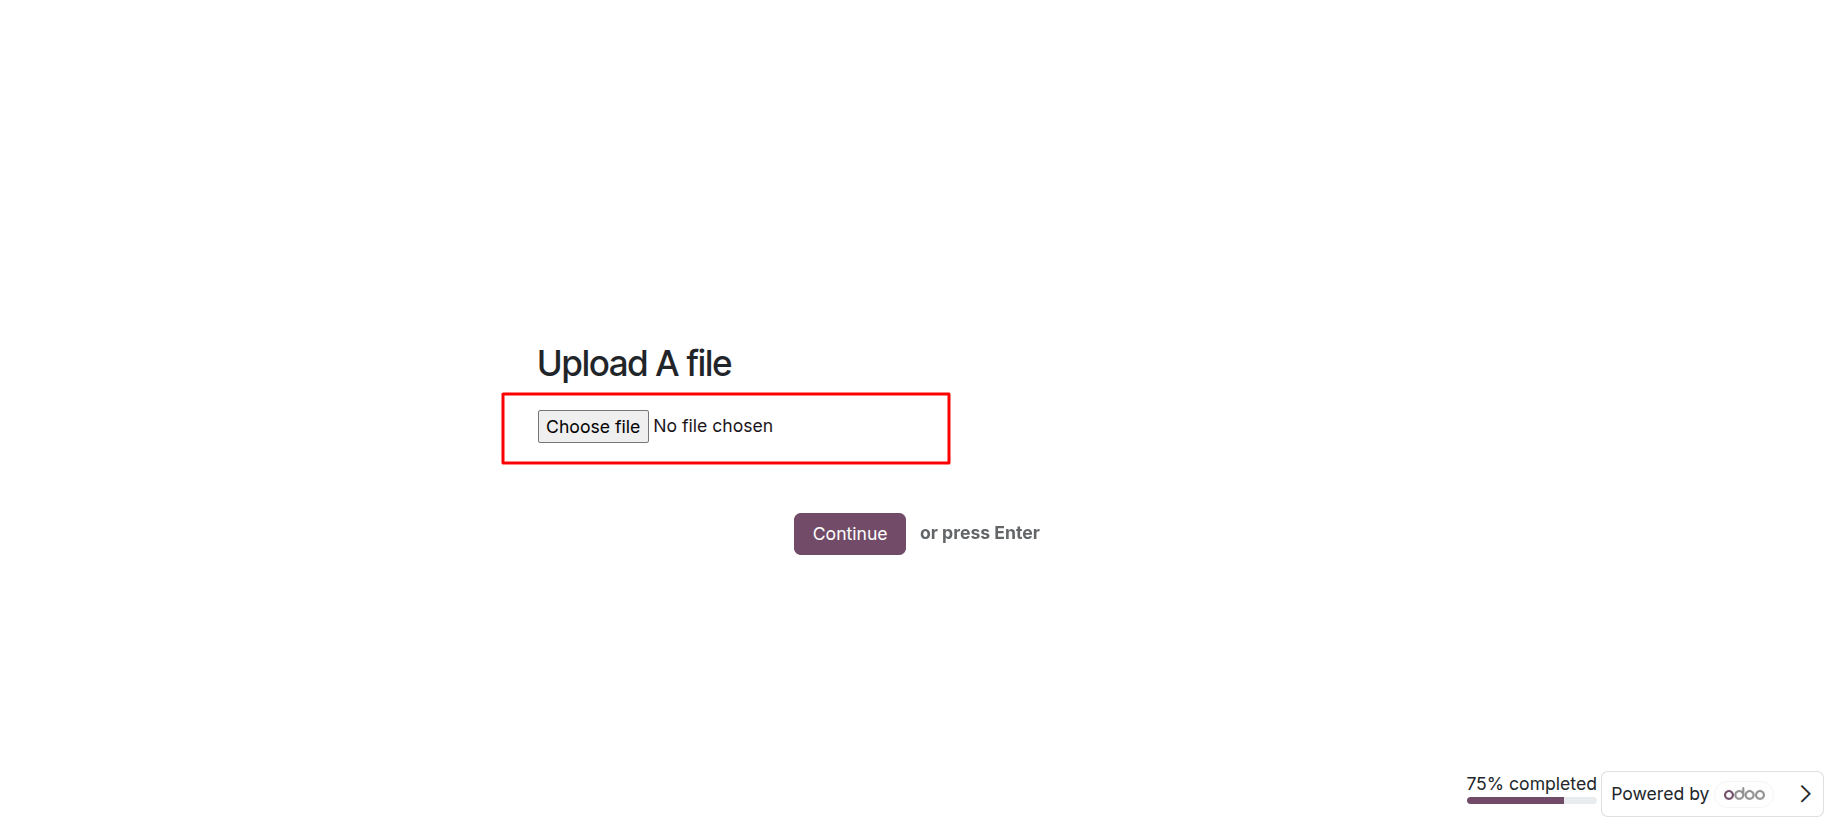 Upload A file
Choose file No file chosen
Continue or press Enter
75% completed
Powered by odoo